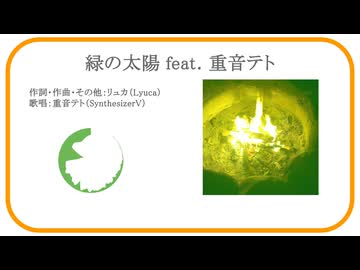 緑の太陽 feat. 重音テト
作詞・作曲・その他：リュカ（Lyuca）
歌唱：重音テト（SynthesizerV）